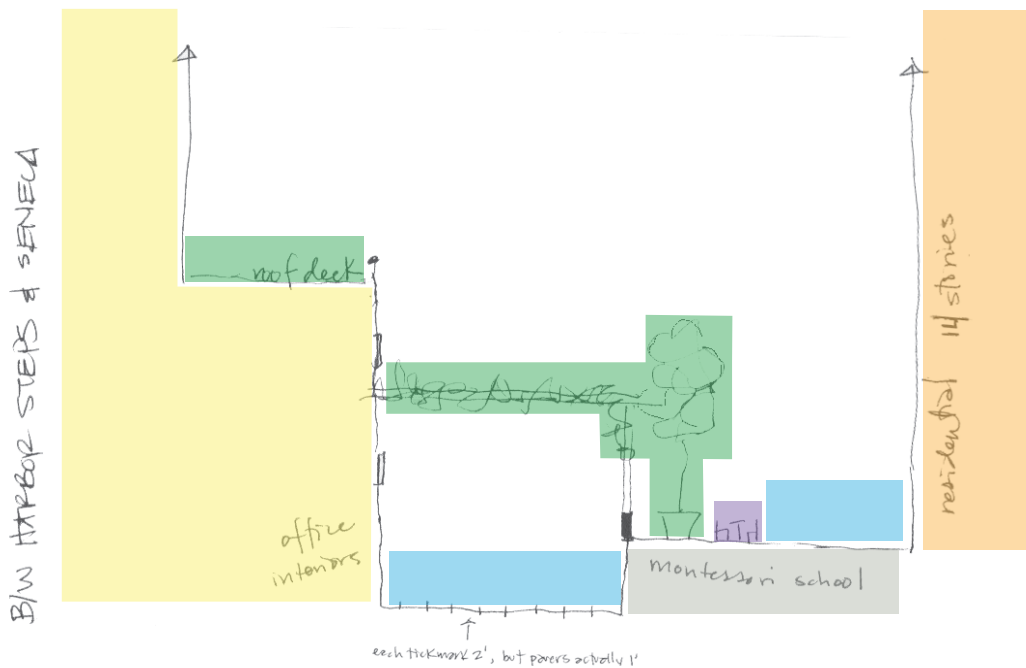 B/W HARBOR STEPS & SENECA
roof deck
residential 14 stories
office
interiors
montessori school
each tickmark 2', but pavers actually 1'